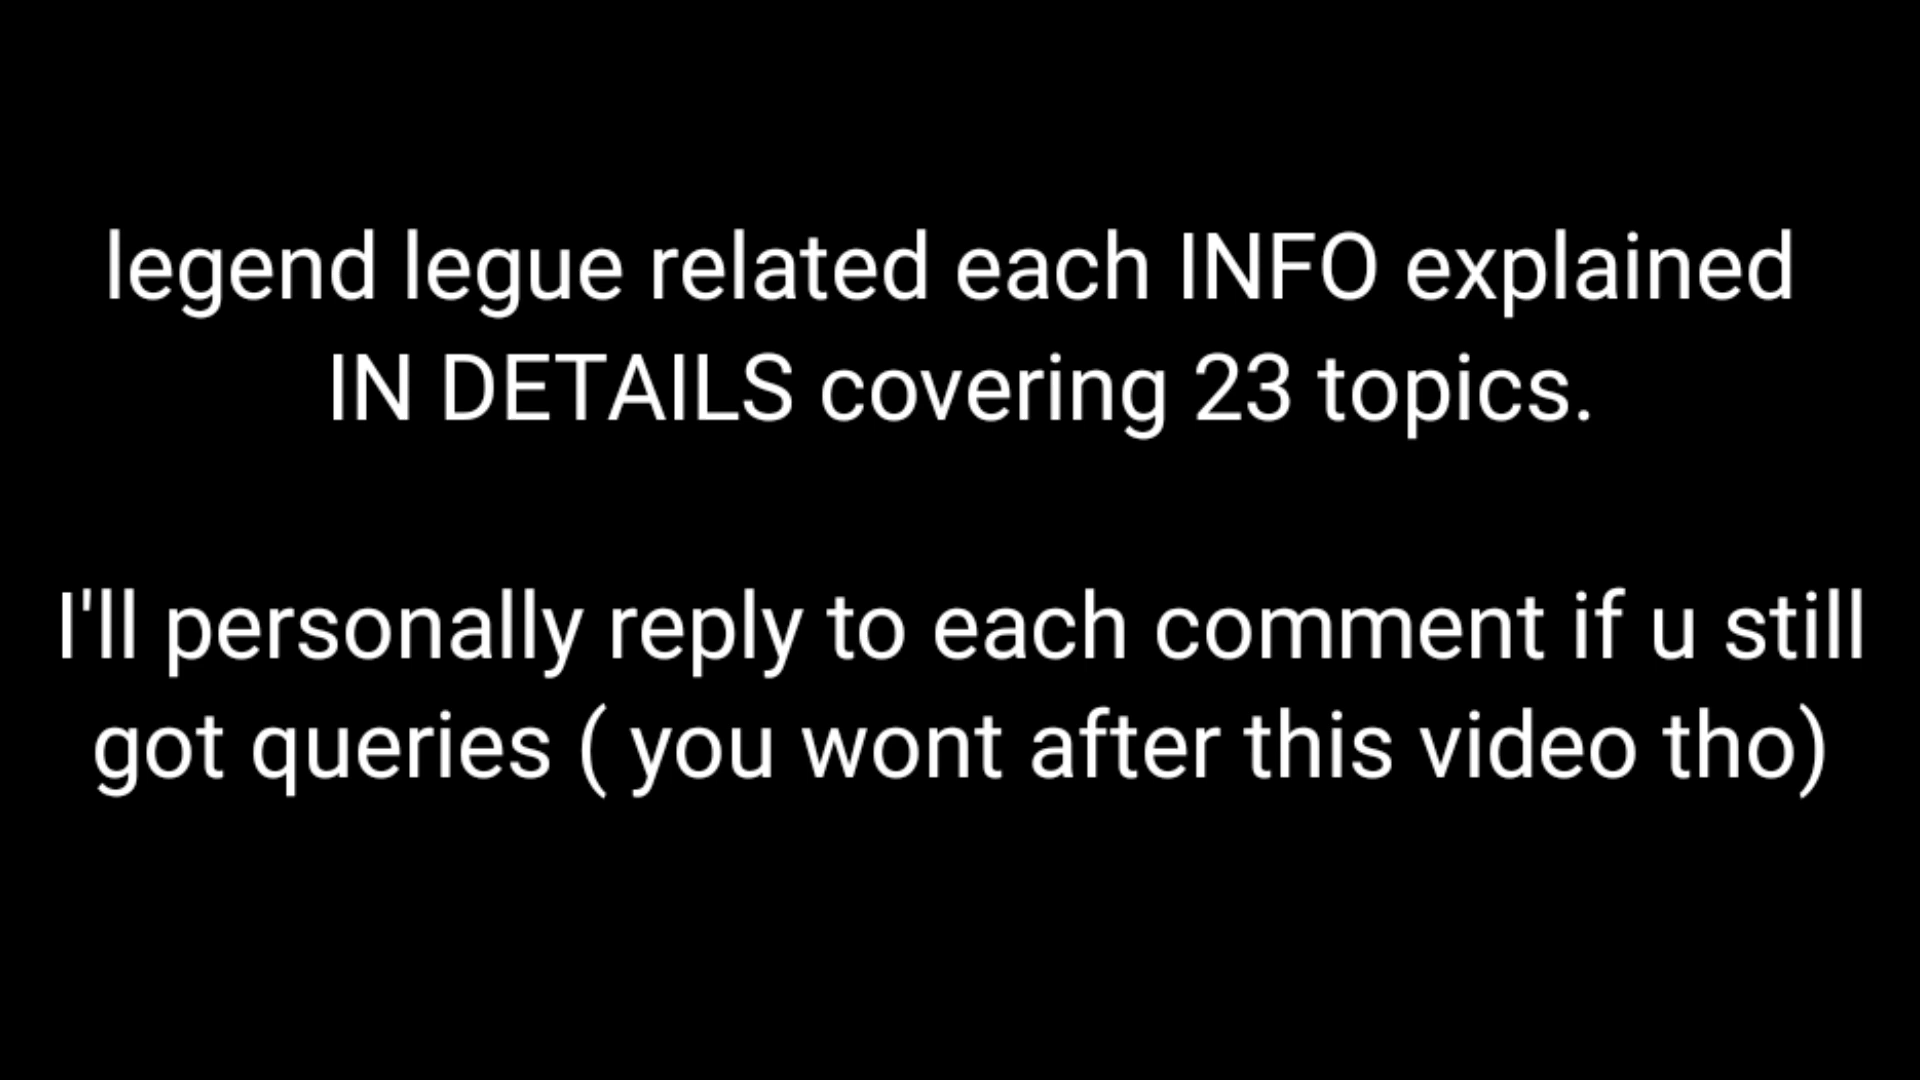 legend legue related each INFO explained
IN DETAILS covering 23 topics.
I'll personally reply to each comment if u still
got queries ( you wont after this video tho)